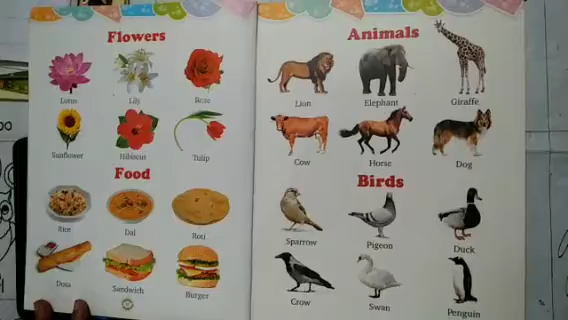 Flowers
Lotus Lily Rose
Sunflower Hibiscus Tulip
Food
Rice Dal Roti
Dosa Sandwich Burger
Animals
Lion Elephant Giraffe
Cow Horse Dog
Birds
Sparrow Pigeon Duck
Crow Swan Penguin